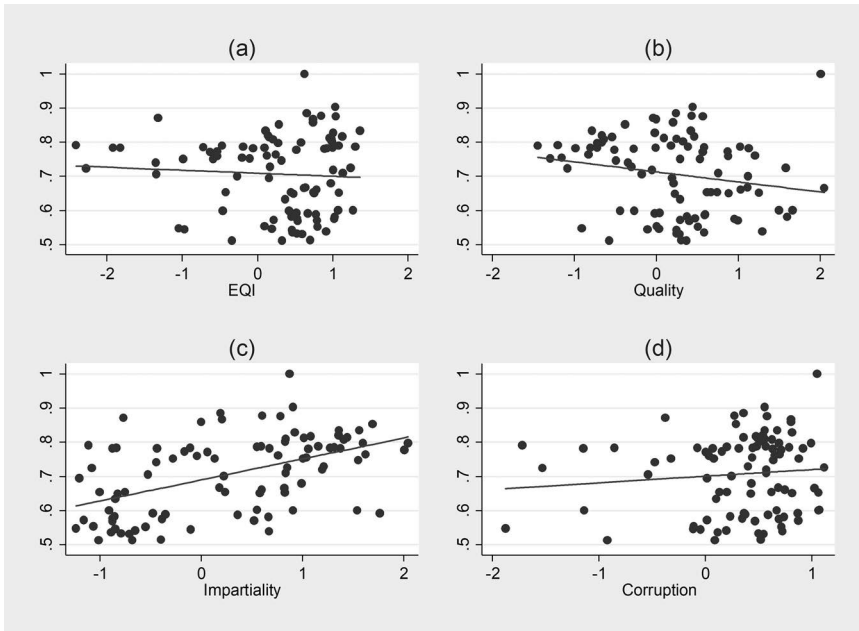 (a)
1
.9
.8
.7
.6
.5
-2 -1 0 1 2
EQI
(b)
1
.9
.8
.7
.6
.5
-2 -1 0 1 2
Quality
(c)
1
.9
.8
.7
.6
.5
-1 0 1 2
Impartiality
(d)
1
.9
.8
.7
.6
.5
-2 -1 0 1
Corruption